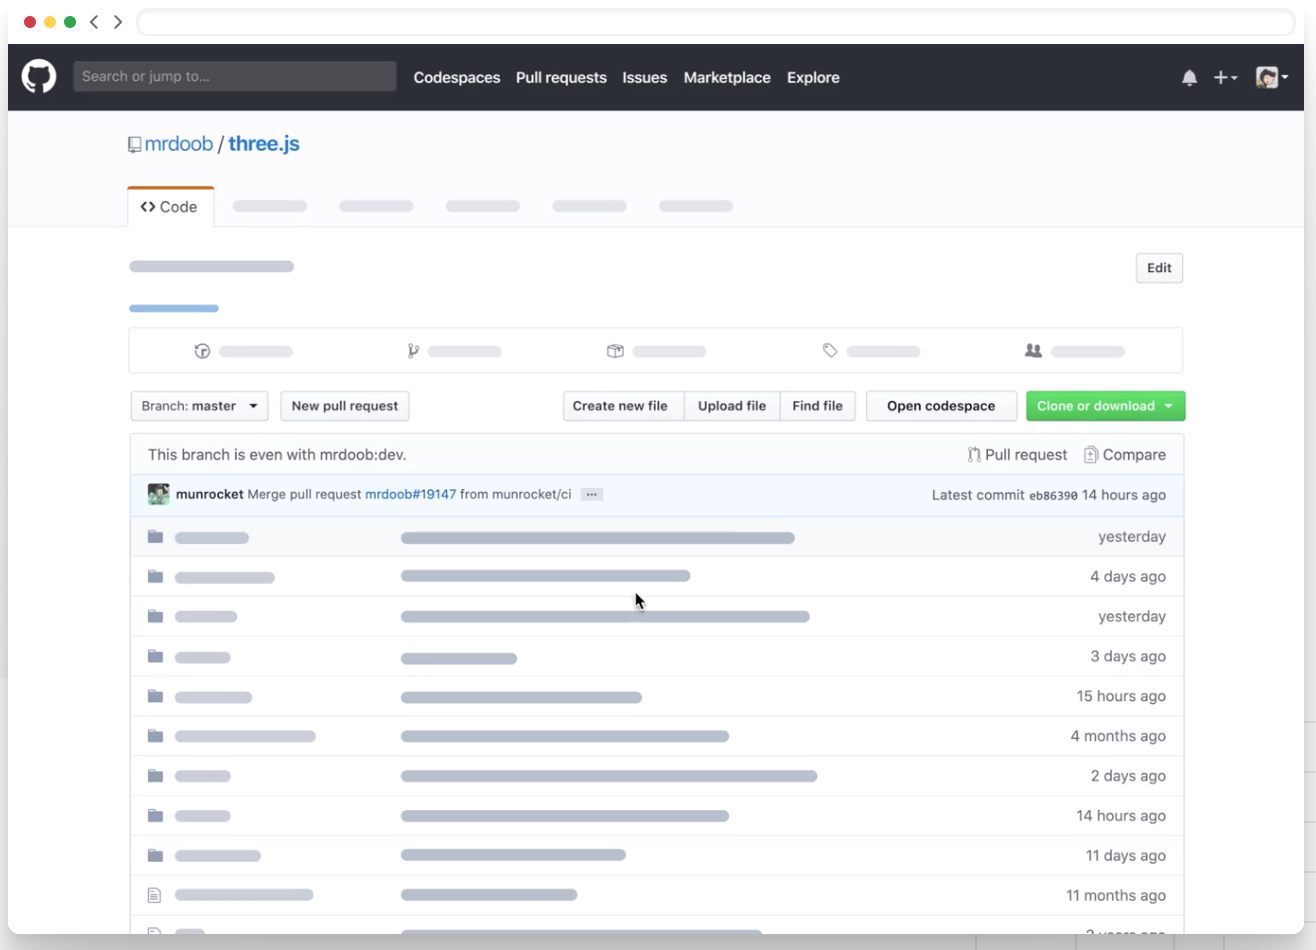 Search or jump to...
Codespaces Pull requests Issues Marketplace Explore
mrdoob / three.js
Code
Edit
Branch: master
New pull request
Create new file
Upload file
Find file
Open codespace
Clone or download
This branch is even with mrdoob:dev.
Pull request
Compare
munrocket Merge pull request mrdoob#19147 from munrocket/ci ...
Latest commit eb86390 14 hours ago
yesterday
4 days ago
yesterday
3 days ago
15 hours ago
4 months ago
2 days ago
14 hours ago
11 days ago
11 months ago